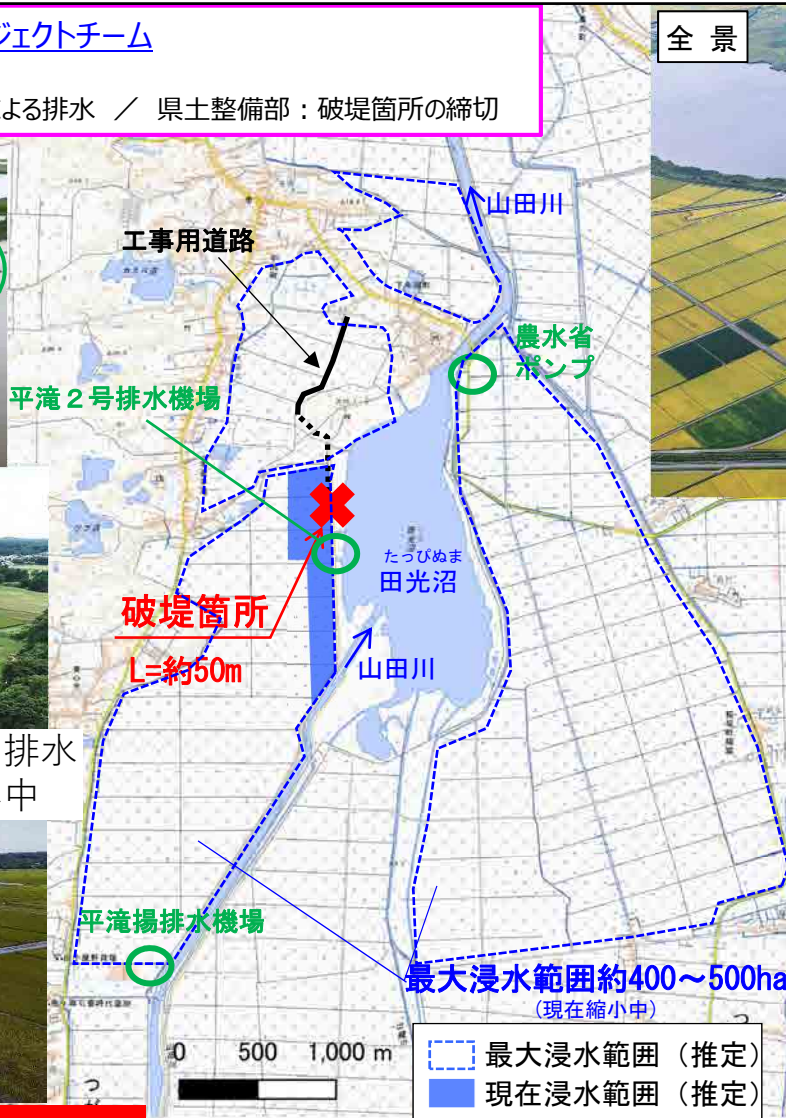 ジェクトチーム
よる排水 ／ 県土整備部：破堤箇所の締切
全 景
山田川
工事用道路
農水省
ポンプ
平滝２号排水機場
たっぴぬま
田光沼
破堤箇所
L=約50m
山田川
排水
中
平滝揚排水機場
最大浸水範囲約400～500ha
（現在縮小中）
つ
0 500 1,000 m
最大浸水範囲（推定）
現在浸水範囲（推定）
つ
が